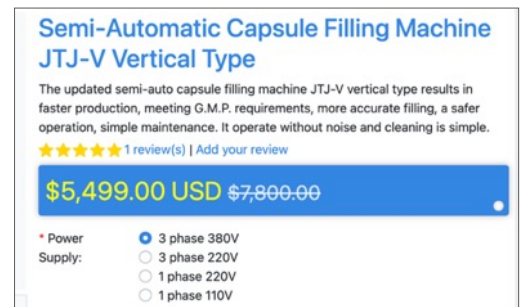 Semi-Automatic Capsule Filling Machine
JTJ-V Vertical Type
The updated semi-auto capsule filling machine JTJ-V vertical type results in
faster production, meeting G.M.P. requirements, more accurate filling, a safer
operation, simple maintenance. It operate without noise and cleaning is simple.
1 review(s) | Add your review
$5,499.00 USD $7,800.00
* Power Supply:
3 phase 380V
3 phase 220V
1 phase 220V
1 phase 110V